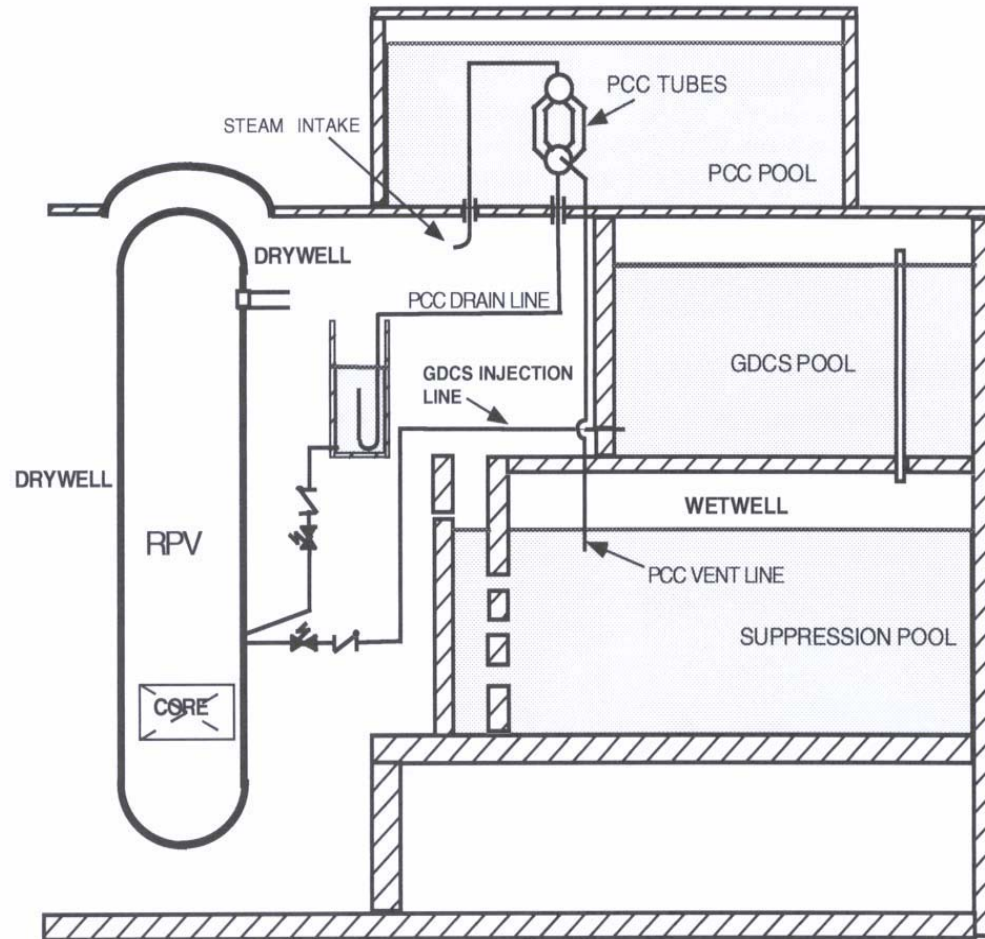 PCC TUBES
STEAM INTAKE
PCC POOL
DRYWELL
PCC DRAIN LINE
GDCS POOL
GDCS INJECTION
LINE
DRYWELL
WETWELL
RPV
PCC VENT LINE
SUPPRESSION POOL
CORE